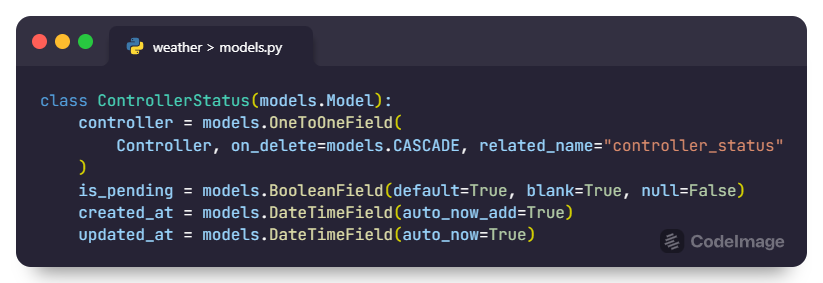 weather > models.py
class ControllerStatus(models.Model):
    controller = models.OneToOneField(
        Controller, on_delete=models.CASCADE, related_name="controller_status"
    )
    is_pending = models.BooleanField(default=True, blank=True, null=False)
    created_at = models.DateTimeField(auto_now_add=True)
    updated_at = models.DateTimeField(auto_now=True)
CodeImage